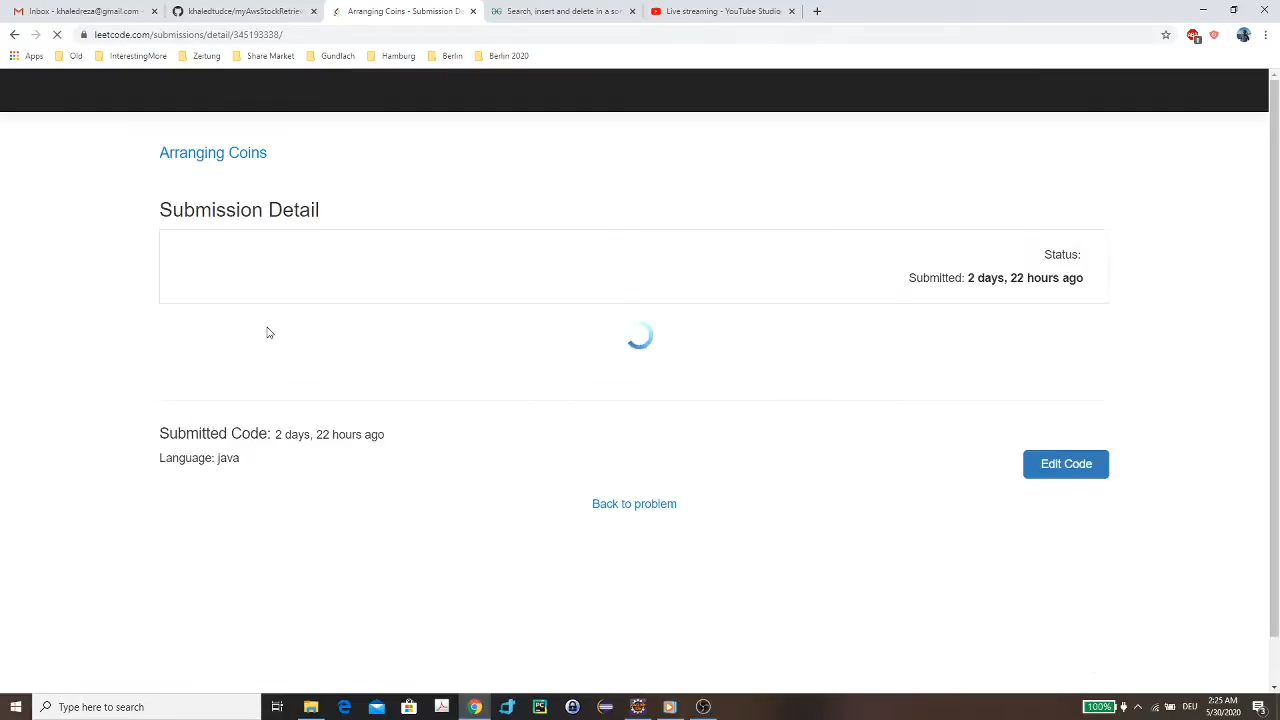 Inbox - khaledreza@gmail.com -
khaledtudce/myAwsStockRetriev
Arranging Coins - Submission De
Search, insert and delete in a sor
Live streaming - YouTube Studio
leetcode.com/submissions/detail/345193338/
Apps
Old
InterestingMore
Zeitung
Share Market
Gundlach
Hamburg
Berlin
Berlin 2020
Arranging Coins
Submission Detail
Status:
Submitted: 2 days, 22 hours ago
Submitted Code: 2 days, 22 hours ago
Language: java
Edit Code
Back to problem
Type here to search
100%
DEU
2:25 AM
5/30/2020